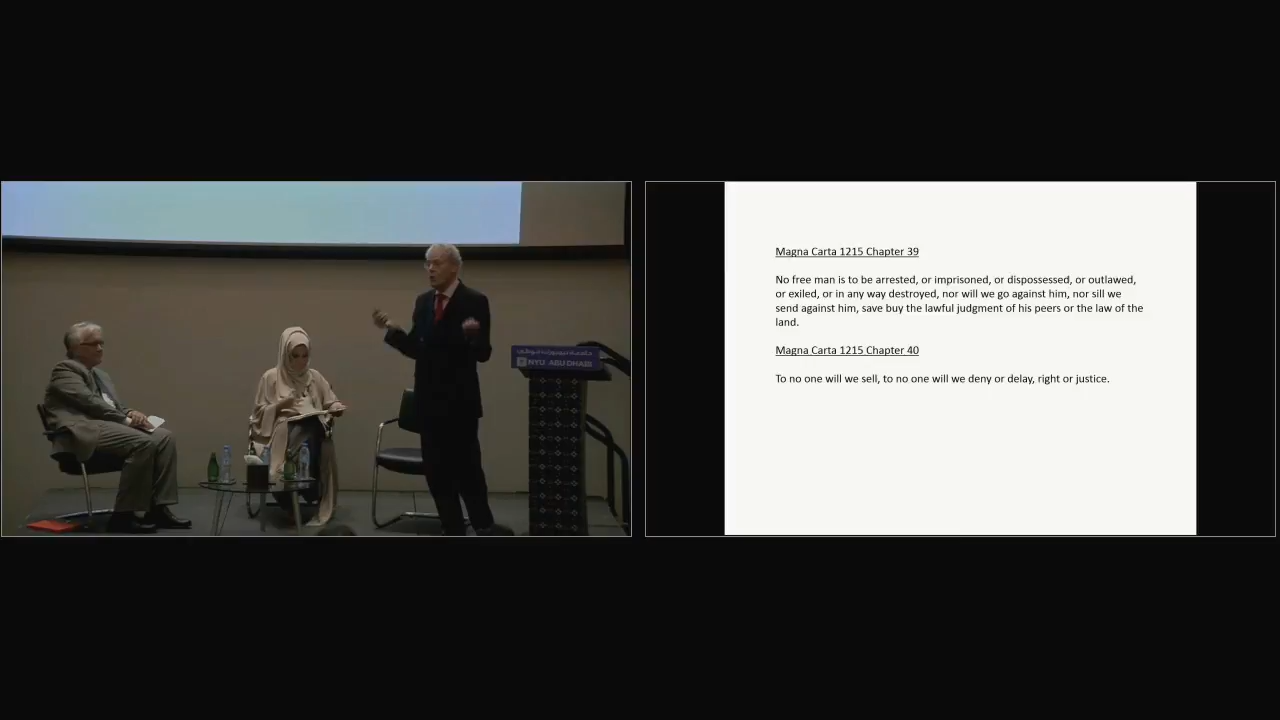 جامعة نيويورك أبوظبي
NYU ABU DHABI
Magna Carta 1215 Chapter 39
No free man is to be arrested, or imprisoned, or dispossessed, or outlawed,
or exiled, or in any way destroyed, nor will we go against him, nor sill we
send against him, save buy the lawful judgment of his peers or the law of the
land.
Magna Carta 1215 Chapter 40
To no one will we sell, to no one will we deny or delay, right or justice.